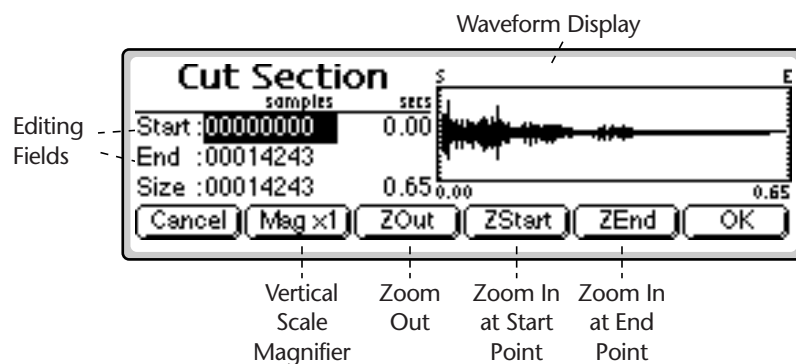 Waveform Display
Cut Section
samples secs
S E
Editing Fields
Start :00000000 0.00
End :00014243
Size :00014243 0.65
0.00 0.65
Cancel Mag x1 ZOut ZStart ZEnd OK
Vertical Scale Magnifier
Zoom Out
Zoom In at Start Point
Zoom In at End Point